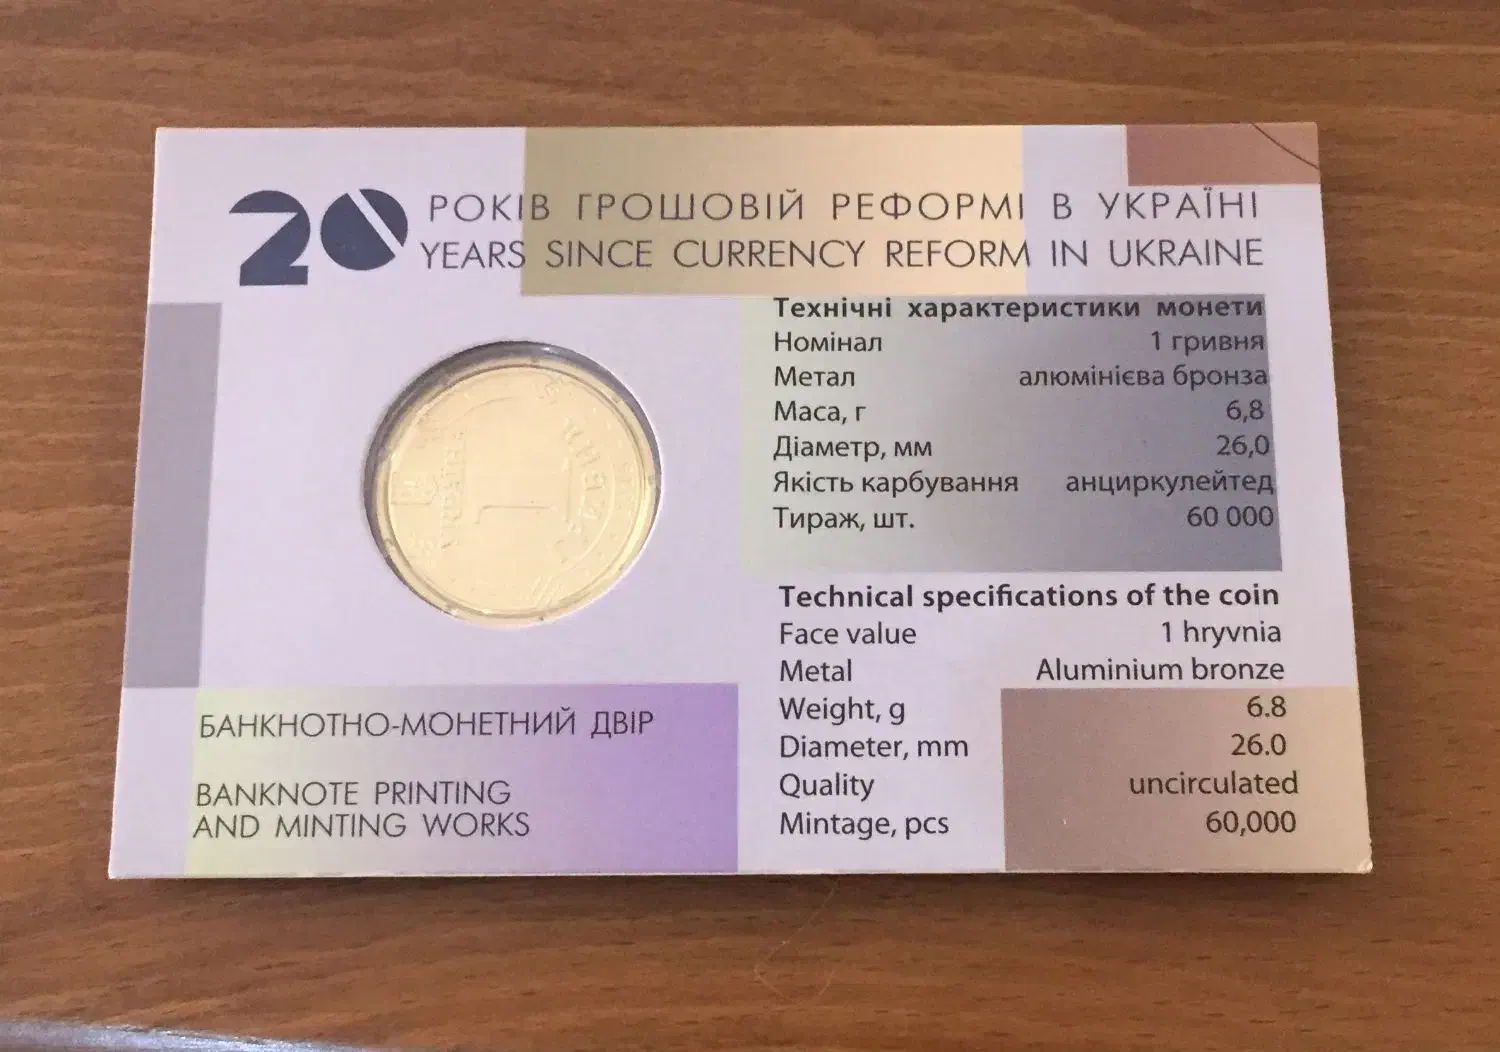 20 РОКІВ ГРОШОВІЙ РЕФОРМІ В УКРАЇНІ
YEARS SINCE CURRENCY REFORM IN UKRAINE
Технічні характеристики монети
Номінал 1 гривня
Метал алюмінієва бронза
Маса, г 6,8
Діаметр, мм 26,0
Якість карбування анциркулейтед
Тираж, шт. 60 000
Technical specifications of the coin
Face value 1 hryvnia
Metal Aluminium bronze
Weight, g 6.8
Diameter, mm 26.0
Quality uncirculated
Mintage, pcs 60,000
БАНКНОТНО-МОНЕТНИЙ ДВІР
BANKNOTE PRINTING
AND MINTING WORKS
УКРАЇНА
1